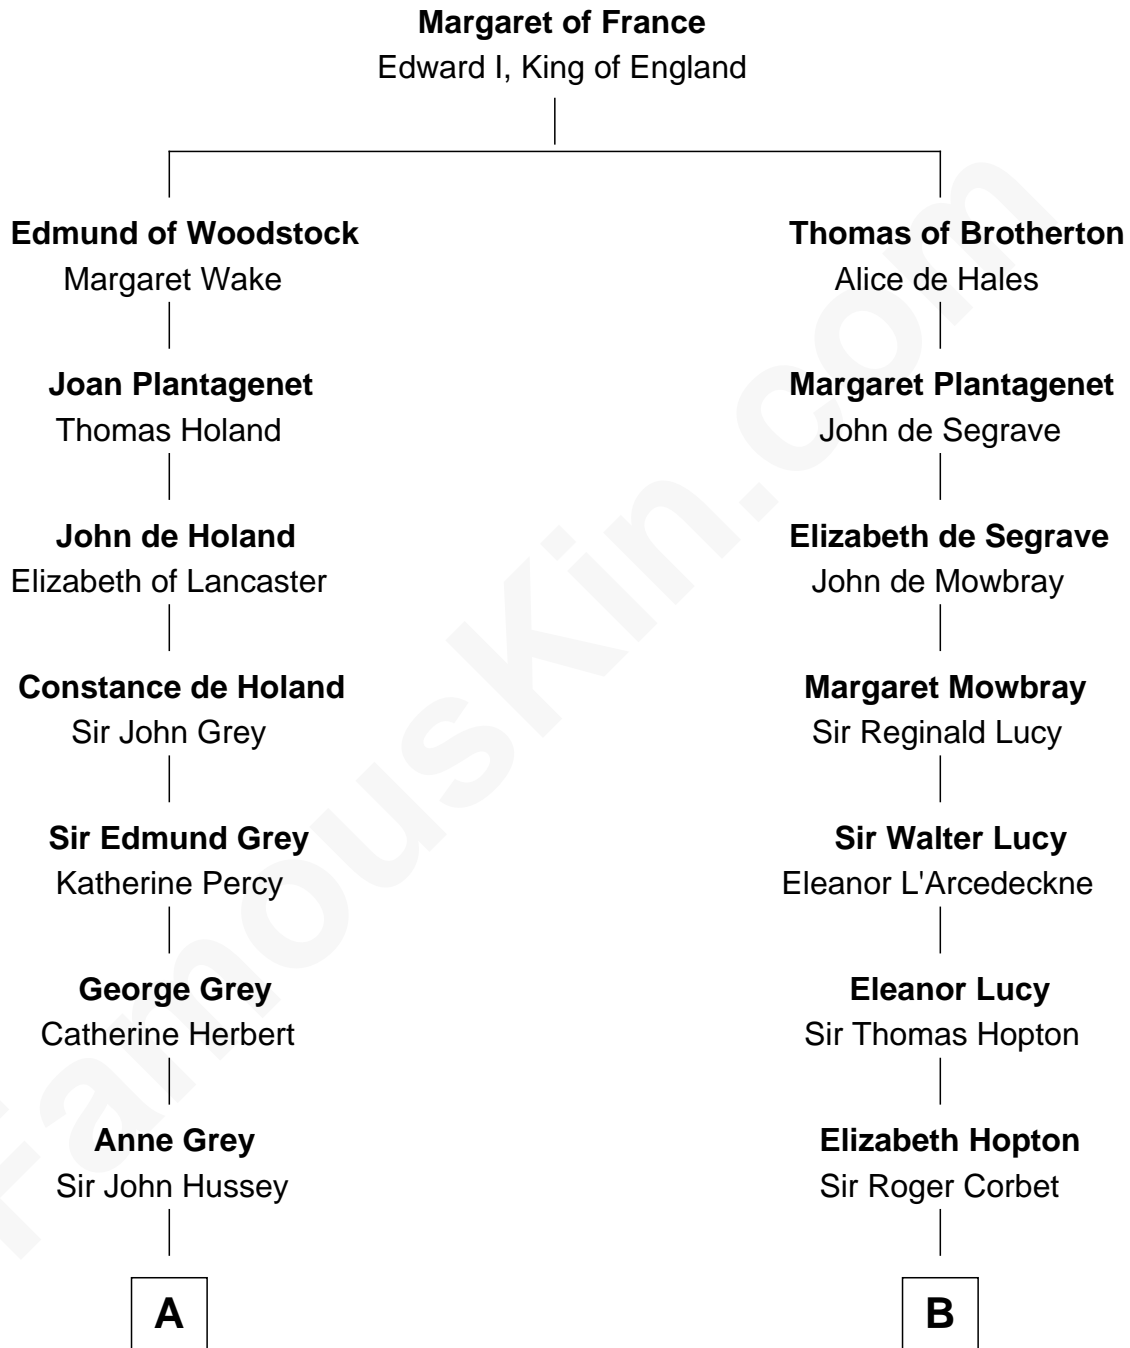 Margaret of France
Edward I, King of England
Edmund of Woodstock
Margaret Wake
Thomas of Brotherton
Alice de Hales
Joan Plantagenet
Thomas Holand
Margaret Plantagenet
John de Segrave
John de Holand
Elizabeth of Lancaster
Elizabeth de Segrave
John de Mowbray
Constance de Holand
Sir John Grey
Margaret Mowbray
Sir Reginald Lucy
Sir Edmund Grey
Katherine Percy
Sir Walter Lucy
Eleanor L'Arcedeckne
George Grey
Catherine Herbert
Eleanor Lucy
Sir Thomas Hopton
Anne Grey
Sir John Hussey
Elizabeth Hopton
Sir Roger Corbet
A
B
FamousKin.com